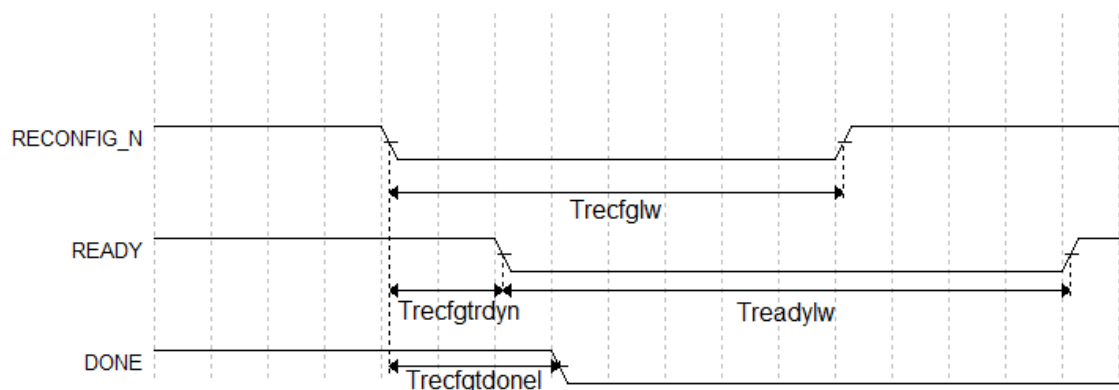 RECONFIG_N
Trecfglw
READY
Trecfgtrdyn
Treadylw
DONE
Trecfgtdonel